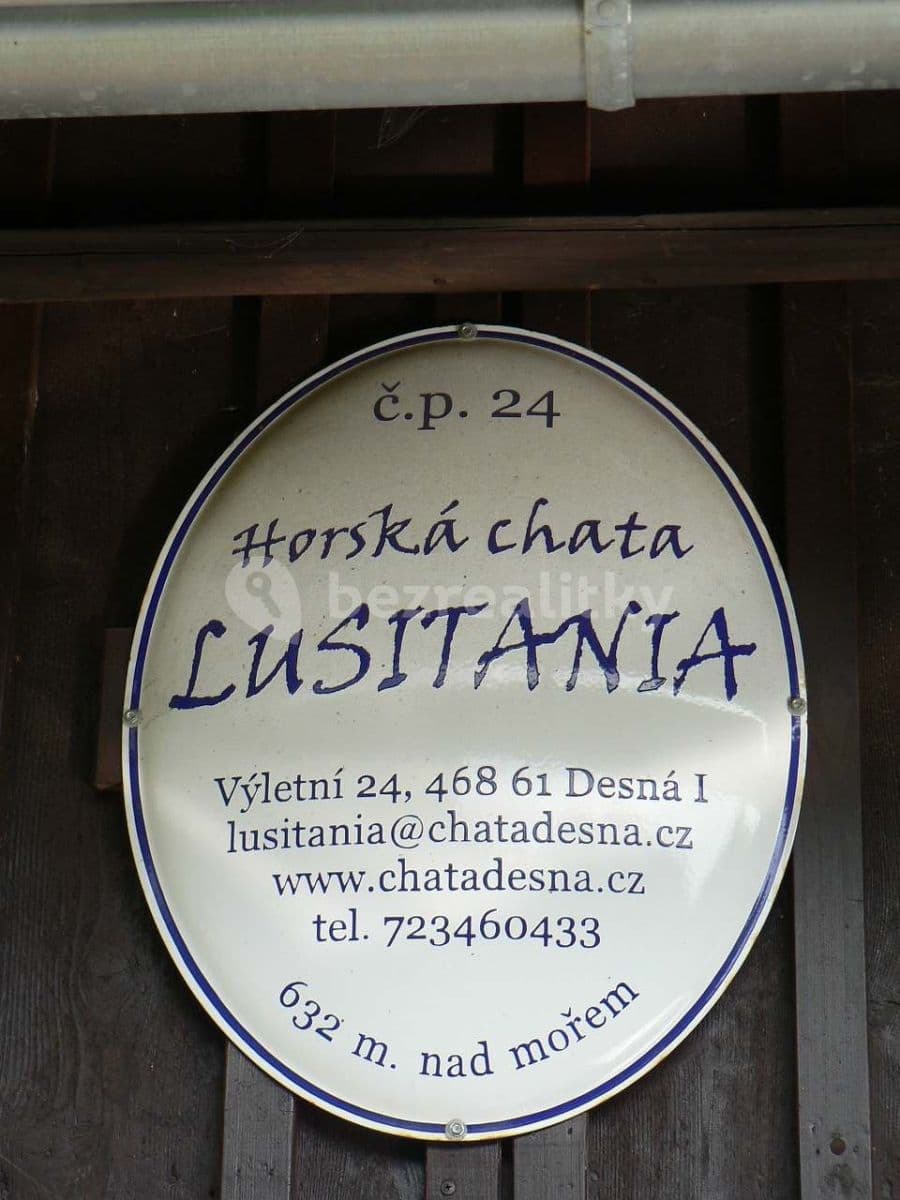 č.p. 24
Horská chata
bezrealitky
LUSITANIA
Výletní 24, 468 61 Desná I
lusitania@chatadesna.cz
www.chatadesna.cz
tel. 723460433
632 m. nad mořem